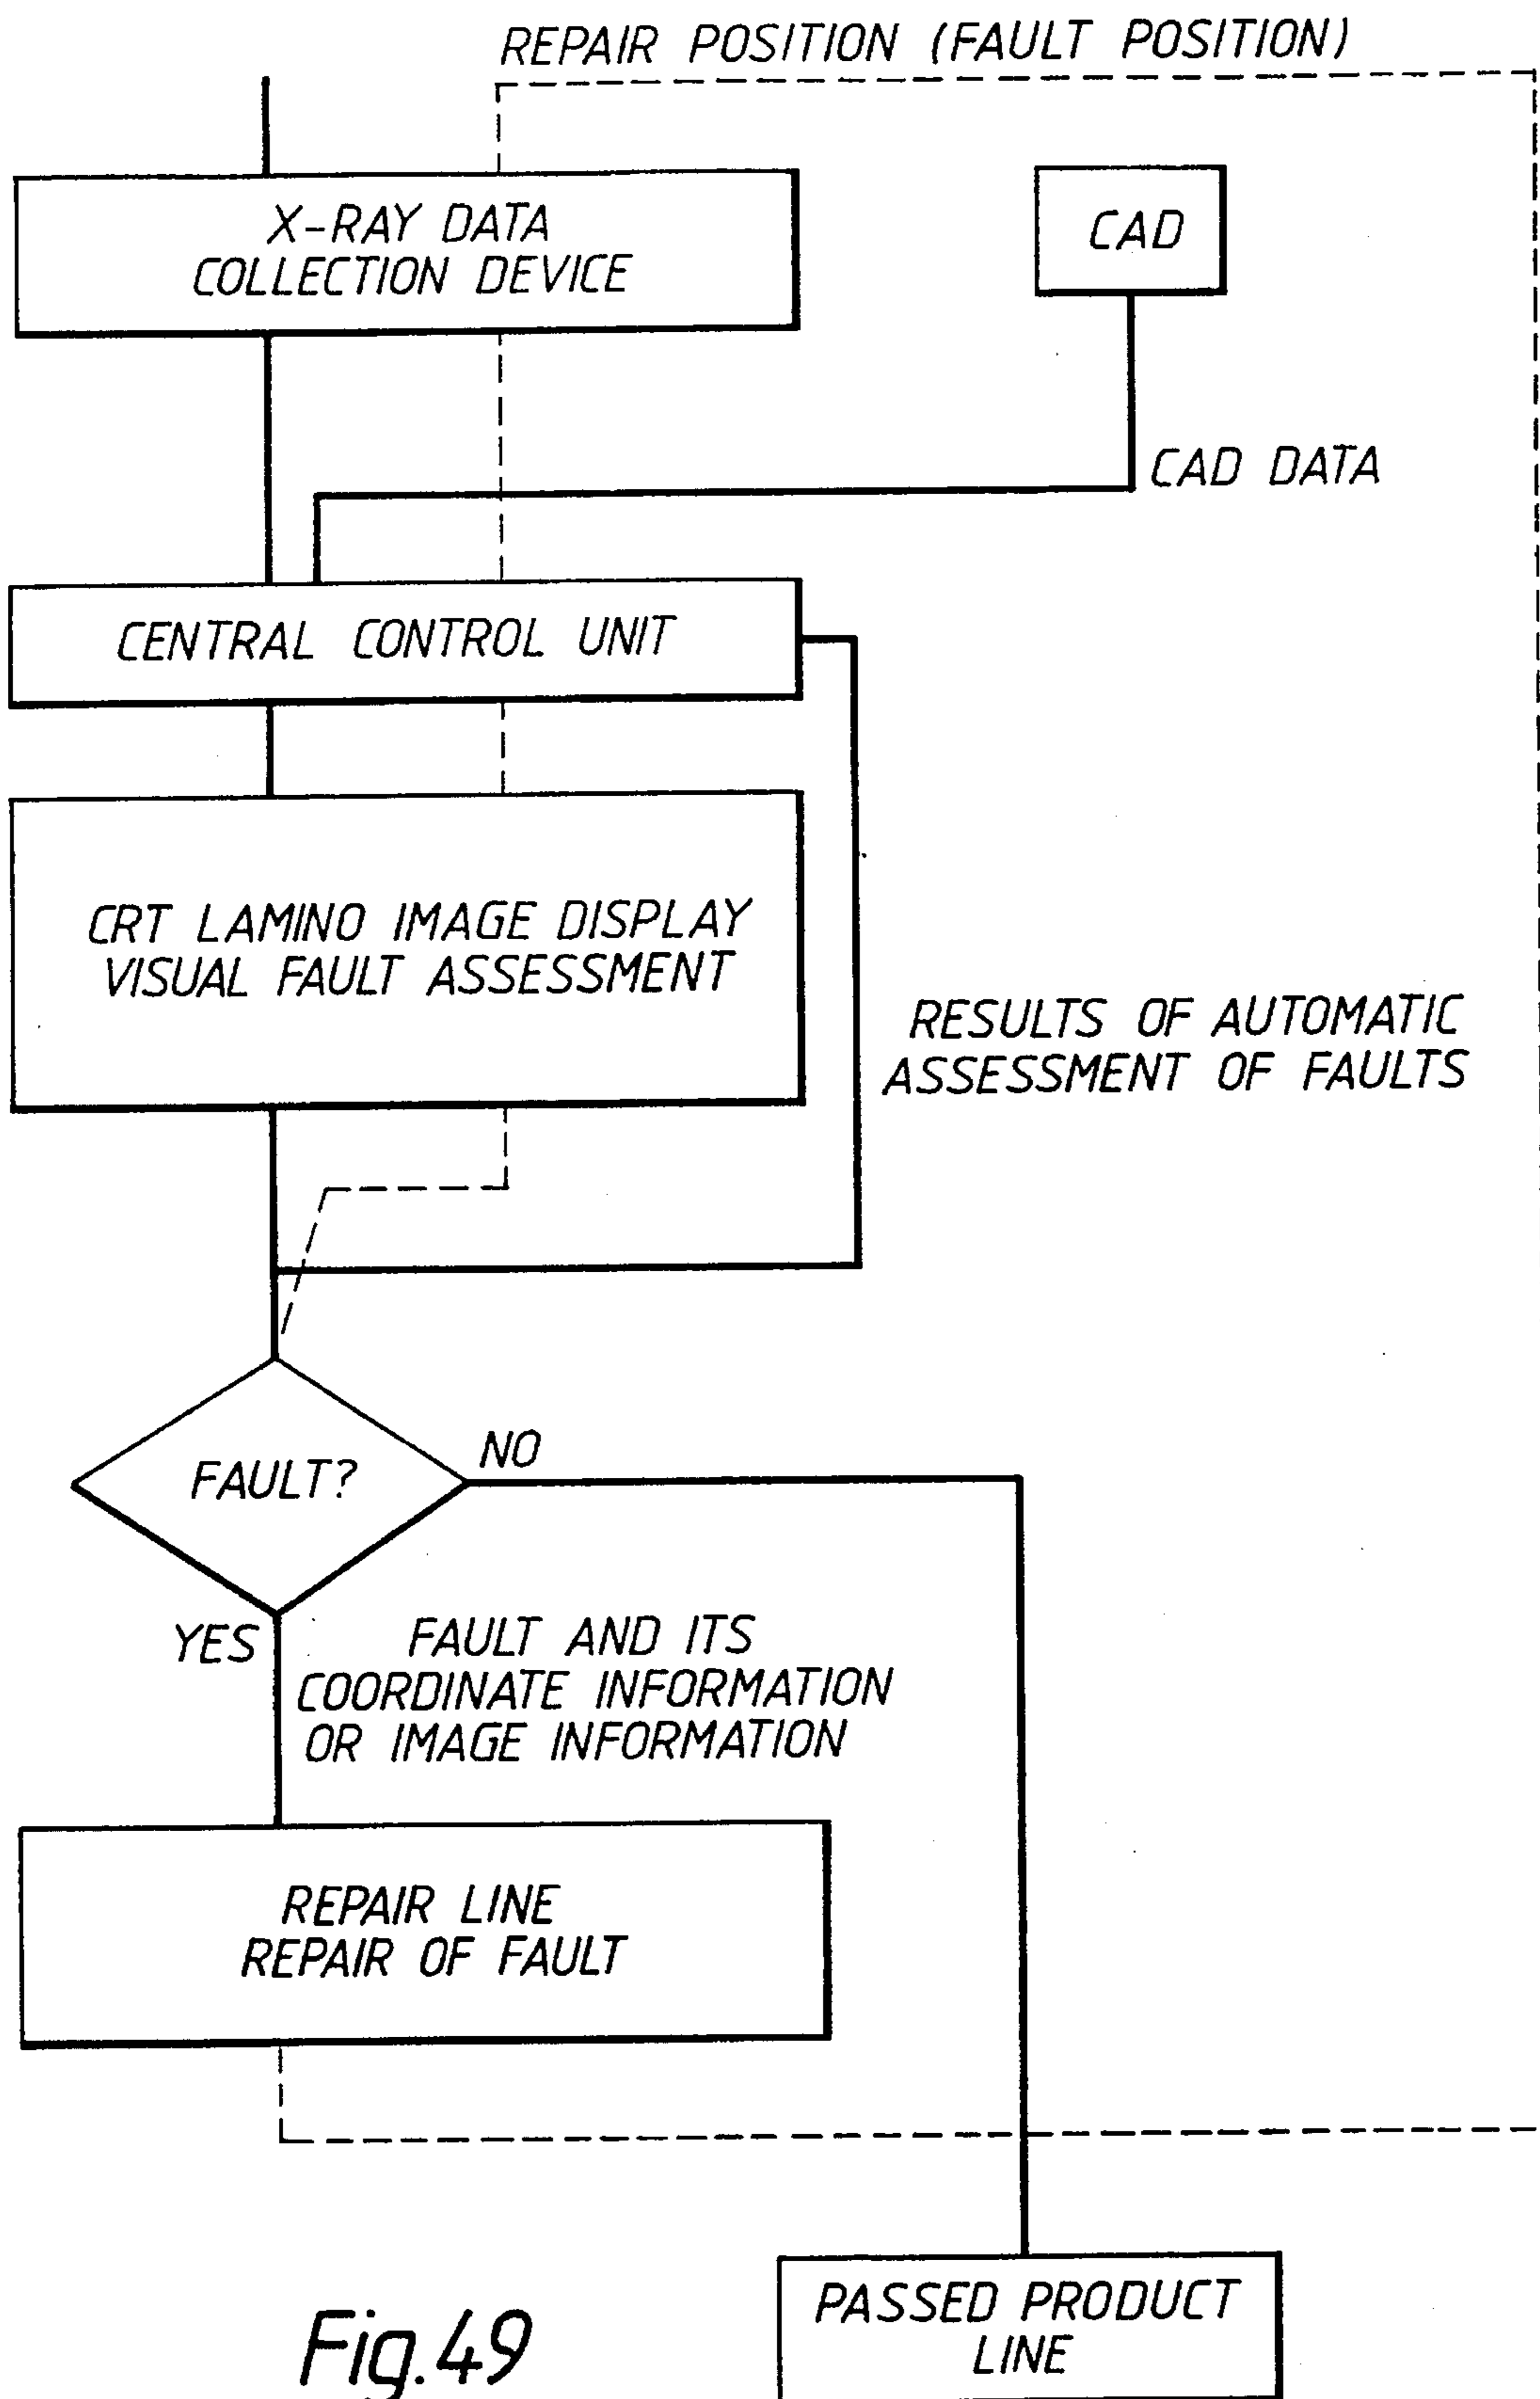 REPAIR POSITION (FAULT POSITION)
X-RAY DATA
COLLECTION DEVICE
CAD
CAD DATA
CENTRAL CONTROL UNIT
CRT LAMINO IMAGE DISPLAY
VISUAL FAULT ASSESSMENT
RESULTS OF AUTOMATIC
ASSESSMENT OF FAULTS
FAULT?
NO
YES
FAULT AND ITS
COORDINATE INFORMATION
OR IMAGE INFORMATION
REPAIR LINE
REPAIR OF FAULT
PASSED PRODUCT
LINE
Fig.49